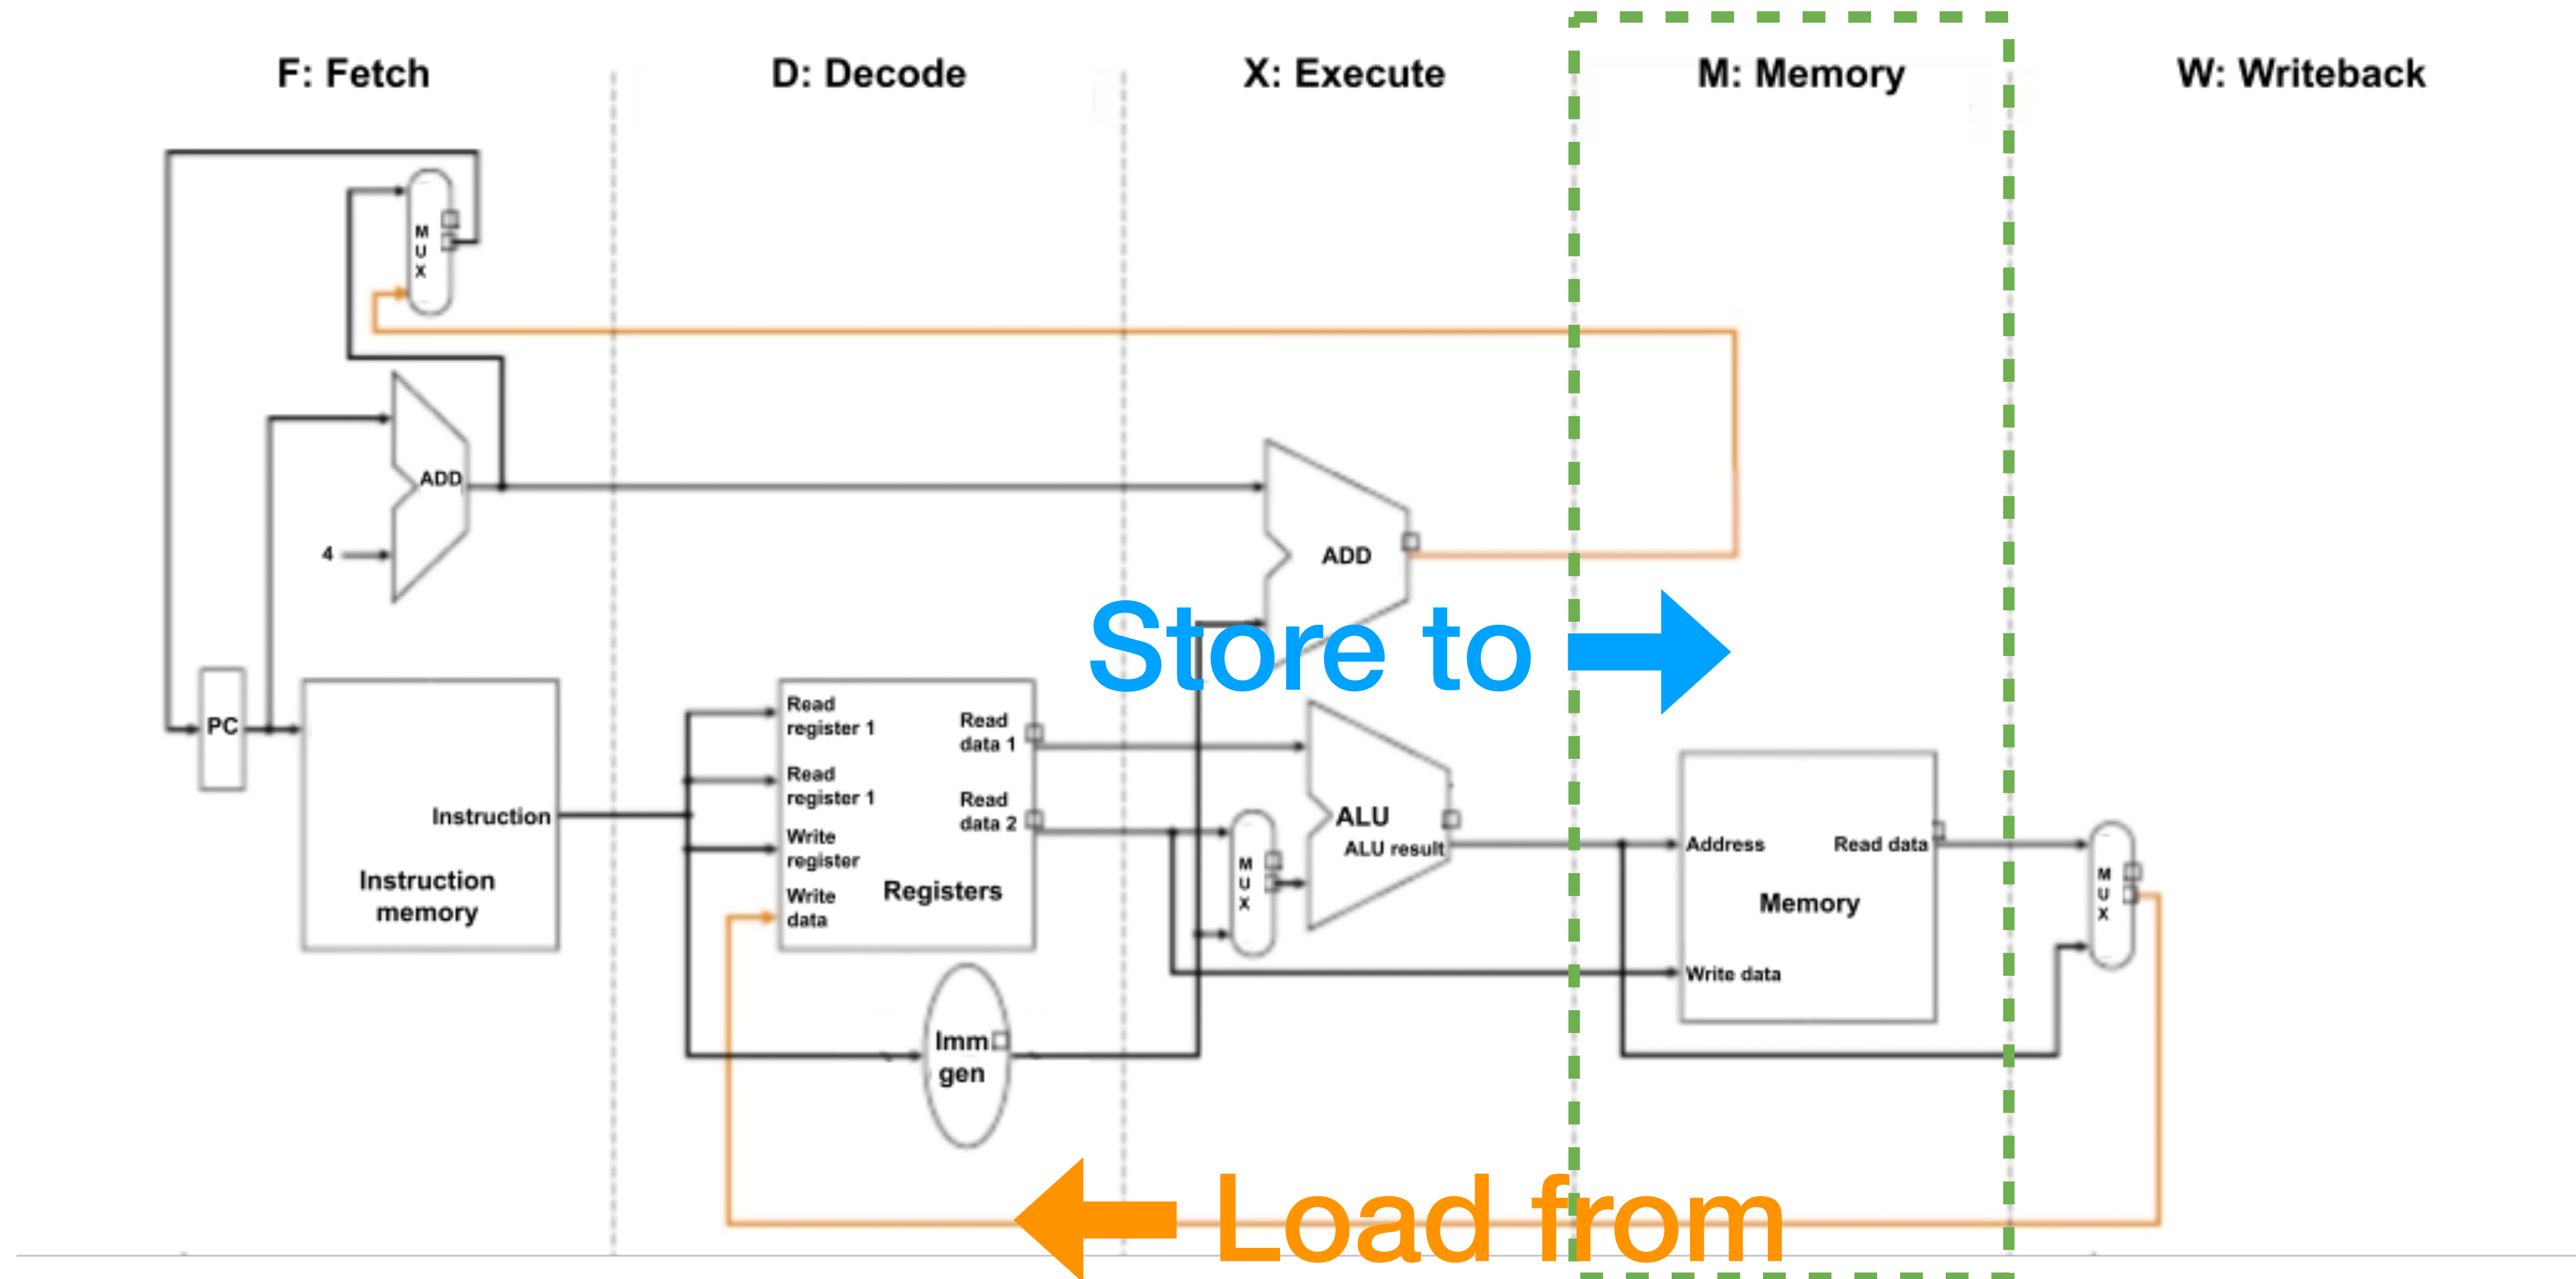 F: Fetch
D: Decode
X: Execute
M: Memory
W: Writeback
M
U
X
ADD
4
ADD
Store to
PC
Instruction
Instruction
memory
Read
register 1
Read
register 1
Write
register
Write
data
Read
data 1
Read
data 2
Registers
Imm
gen
M
U
X
ALU
ALU result
Address
Read data
Memory
Write data
M
U
X
Load from